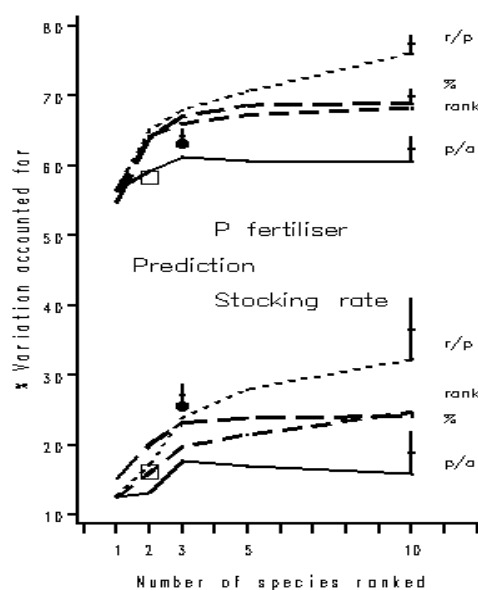 80
r/p
%
70
rank
p/a
60
P fertiliser
50
Prediction
Stocking rate
40
r/p
30
rank
%
20
p/a
10
1 2 3 5 10
Number of species ranked
% Variation accounted for